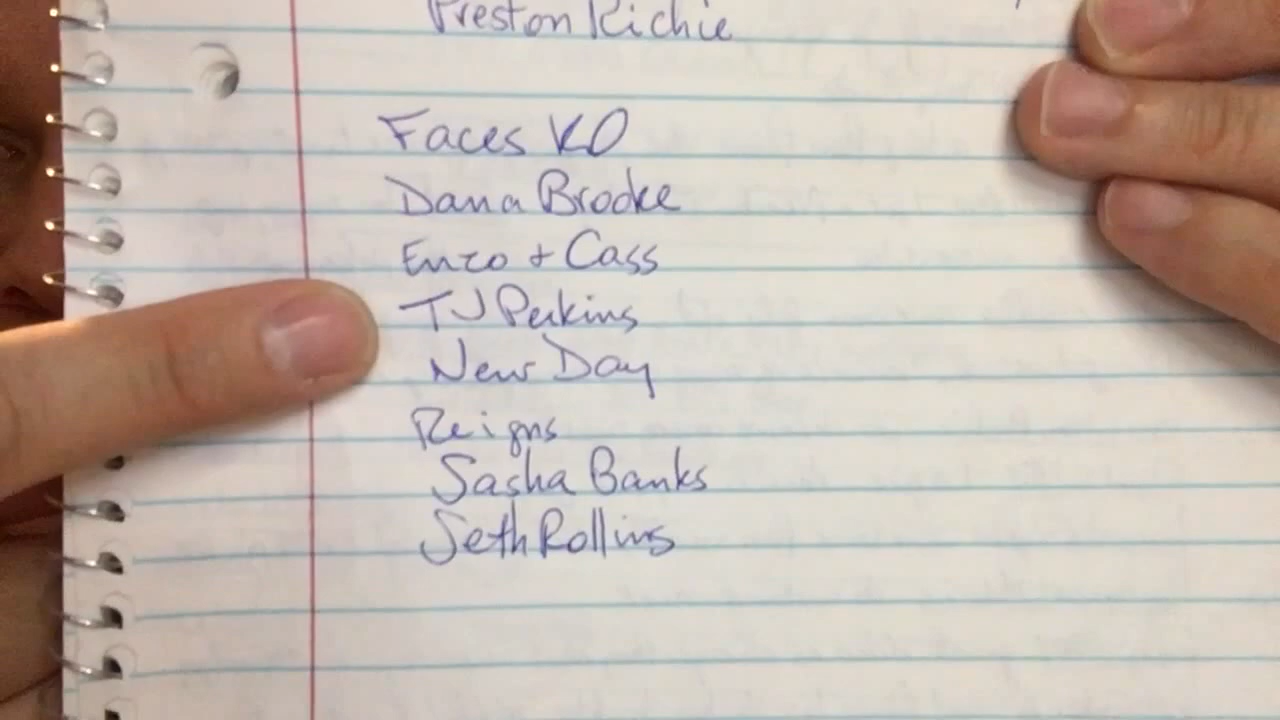 Preston Richie
Faces KO
Dana Brooke
Enzo + Cass
TJ Perkins
New Day
Reigns
Sasha Banks
Seth Rollins